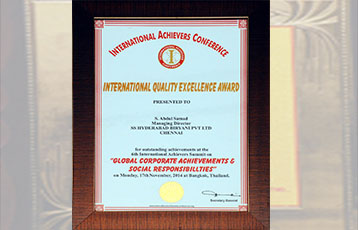 INTERNATIONAL ACHIEVERS CONFERENCE
INTERNATIONAL QUALITY EXCELLENCE AWARD
PRESENTED TO
S. Abdul Samad
Managing Director
SS HYDERABAD BIRYANI PVT LTD
CHENNAI
for outstanding achievements at the
6th International Achievers Summit on
"GLOBAL CORPORATE ACHIEVEMENTS &
SOCIAL RESPONSIBILITIES"
on Monday, 17th November, 2014 at Bangkok, Thailand.
Secretary General